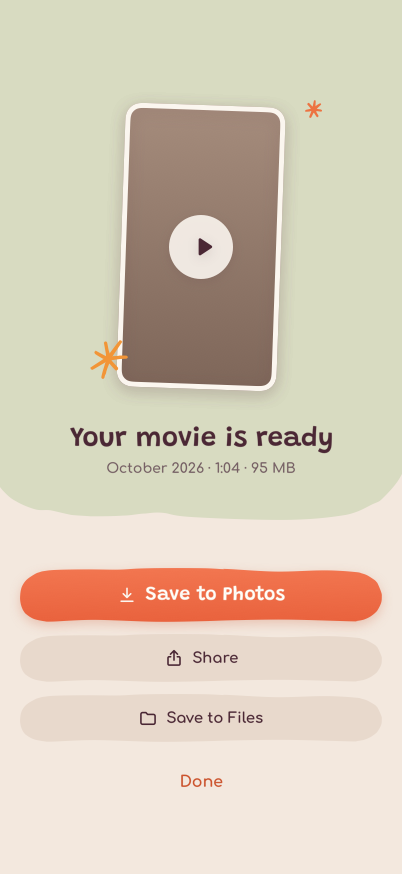 Your movie is ready
October 2026 · 1:04 · 95 MB
Save to Photos
Share
Save to Files
Done